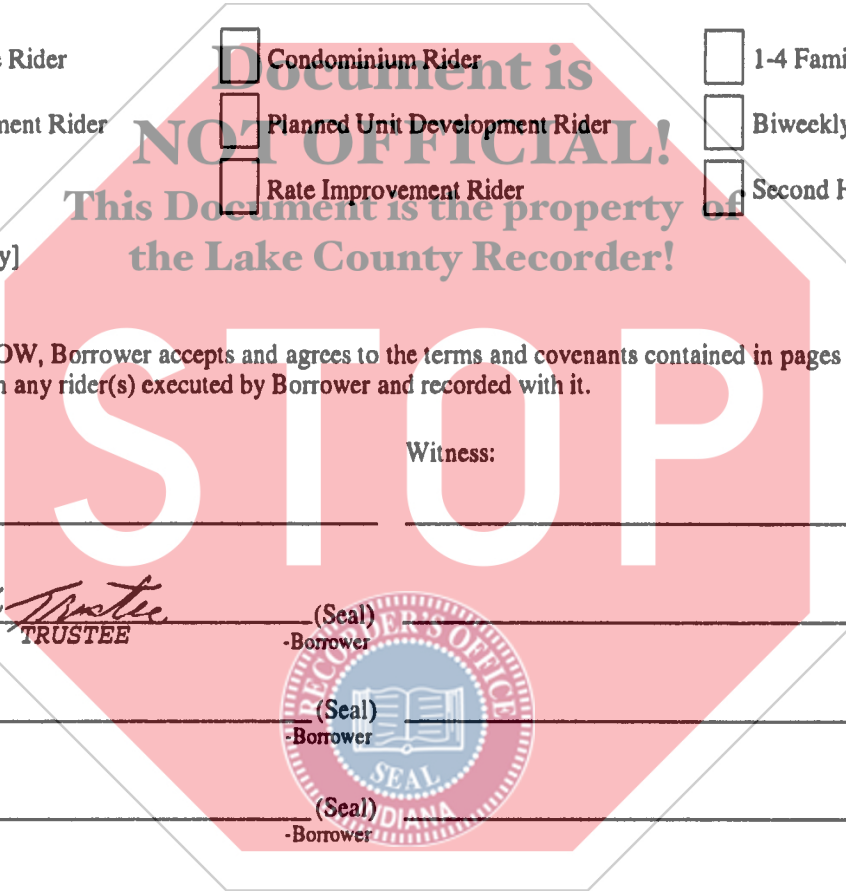 e Rider Condominium Rider 1-4 Fami
Document is
ment Rider Planned Unit Development Rider Biweekly
NOT OFFICIAL!
Rate Improvement Rider Second H
This Document is the property of
y] the Lake County Recorder!
OW, Borrower accepts and agrees to the terms and covenants contained in pages
n any rider(s) executed by Borrower and recorded with it.
STOP
Witness:
Trustee (Seal)
TRUSTEE -Borrower
RECORDER'S OFFICE
(Seal)
-Borrower
SEAL
INDIANA
(Seal)
-Borrower